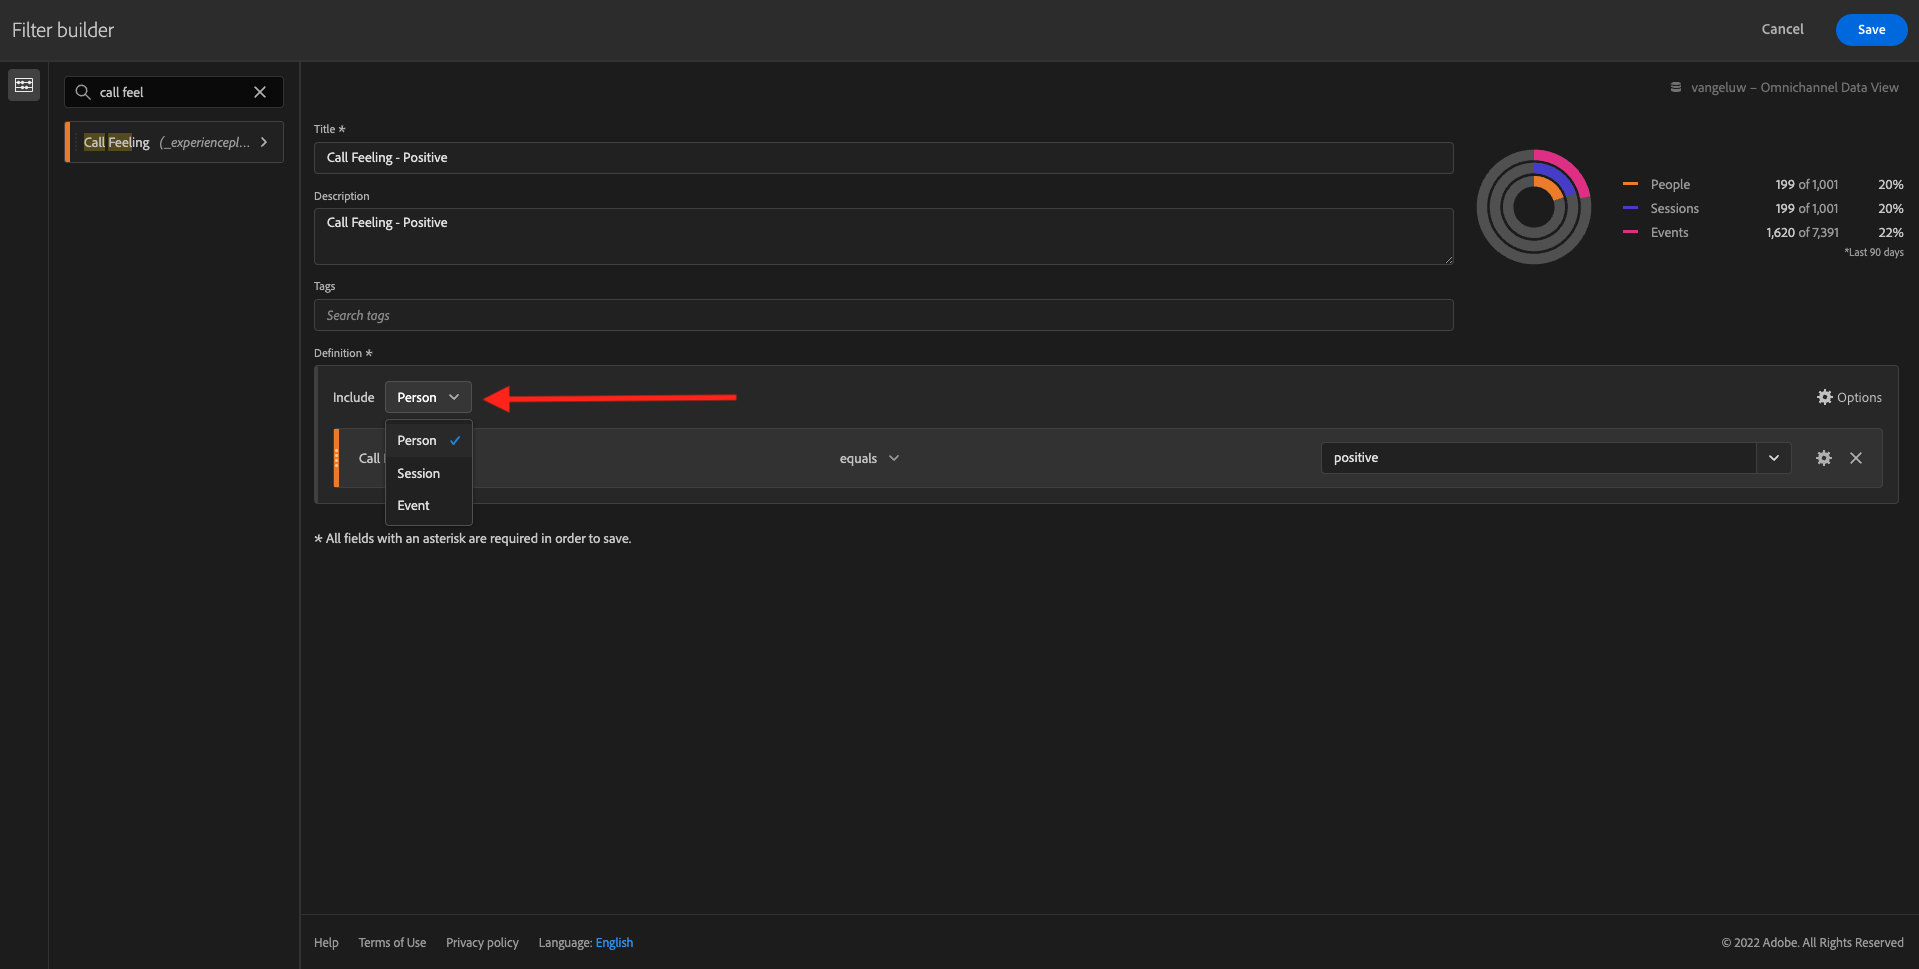 Filter builder
Cancel
Save
call feel
Call Feeling (_experiencepl...
vangeluw – Omnichannel Data View
Title *
Call Feeling - Positive
Description
Call Feeling - Positive
Tags
Search tags
People 199 of 1,001 20%
Sessions 199 of 1,001 20%
Events 1,620 of 7,391 22%
*Last 90 days
Definition *
Include Person
Options
Person
Session
Event
Call
equals
positive
* All fields with an asterisk are required in order to save.
Help Terms of Use Privacy policy Language: English
© 2022 Adobe. All Rights Reserved